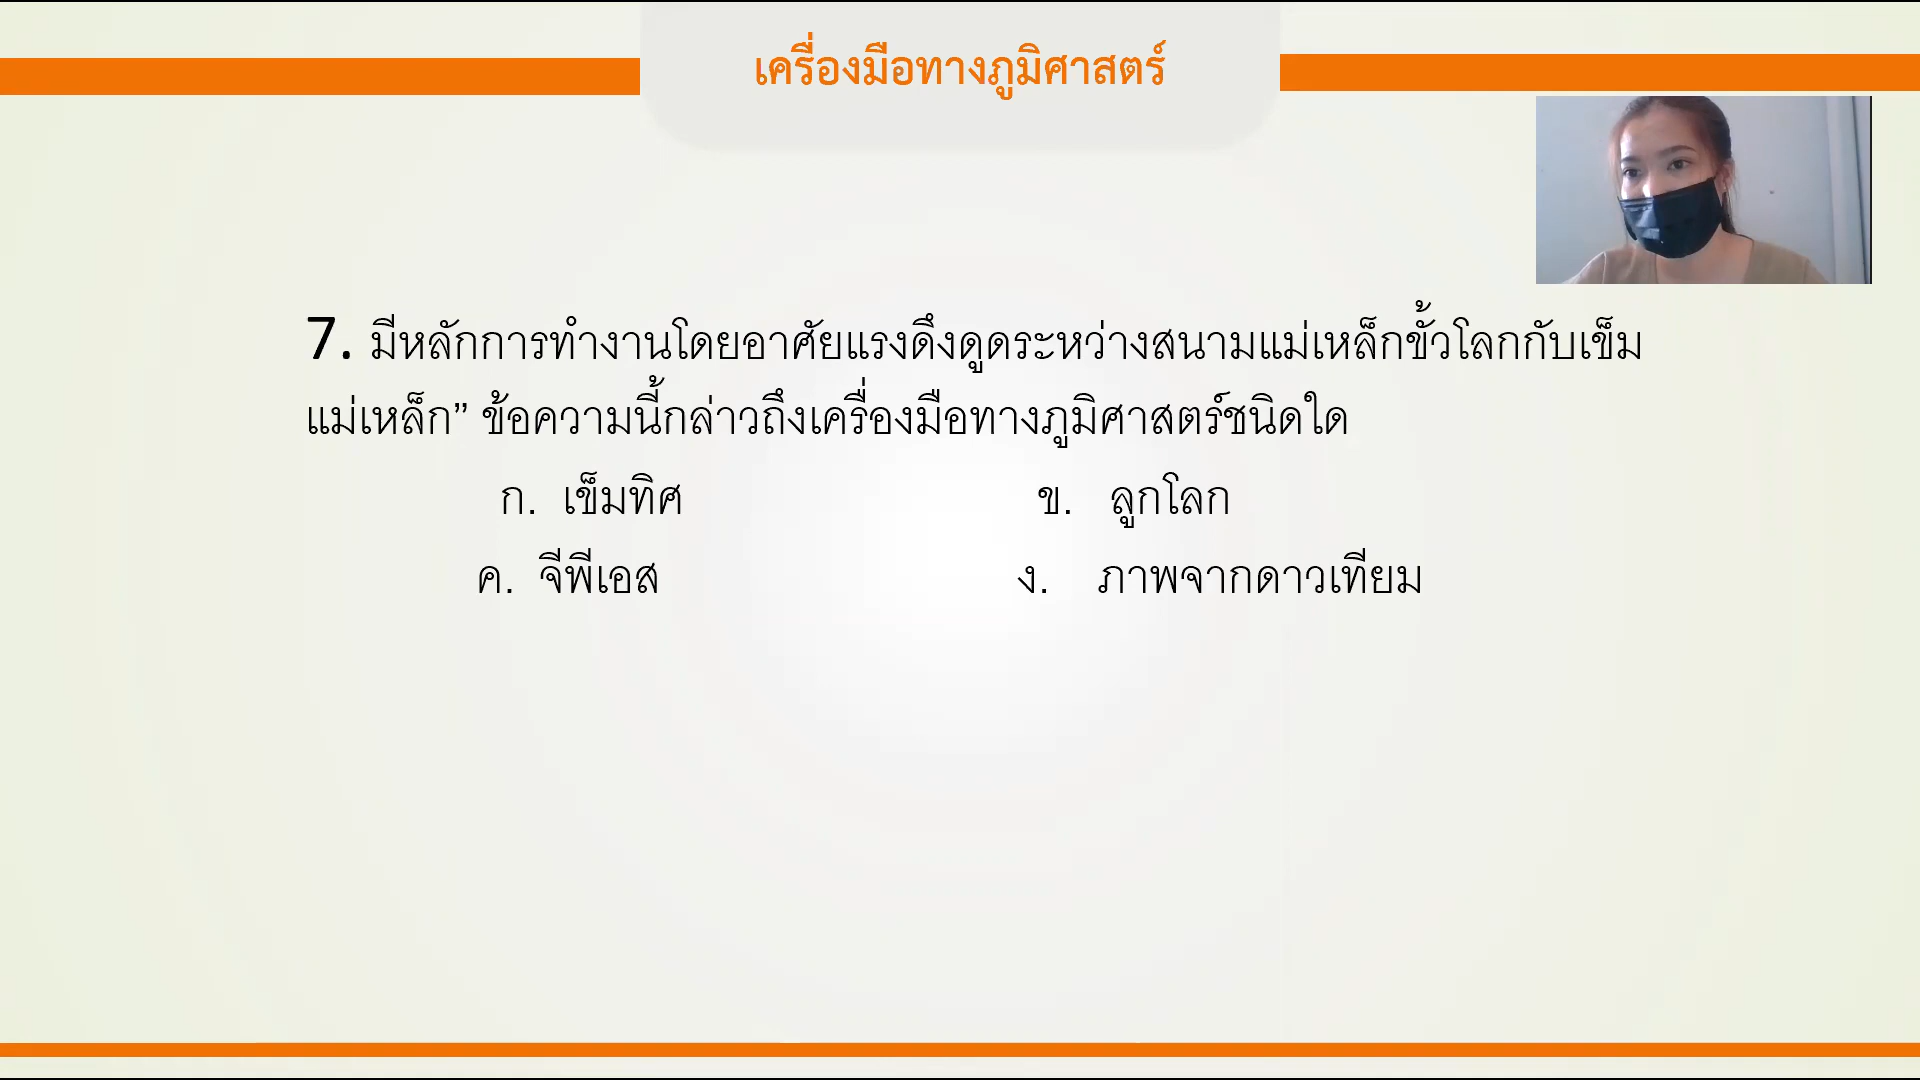 เครื่องมือทางภูมิศาสตร์
7. มีหลักการทำงานโดยอาศัยแรงดึงดูดระหว่างสนามแม่เหล็กขั้วโลกกับเข็ม
แม่เหล็ก” ข้อความนี้กล่าวถึงเครื่องมือทางภูมิศาสตร์ชนิดใด
ก. เข็มทิศ ข. ลูกโลก
ค. จีพีเอส ง. ภาพจากดาวเทียม